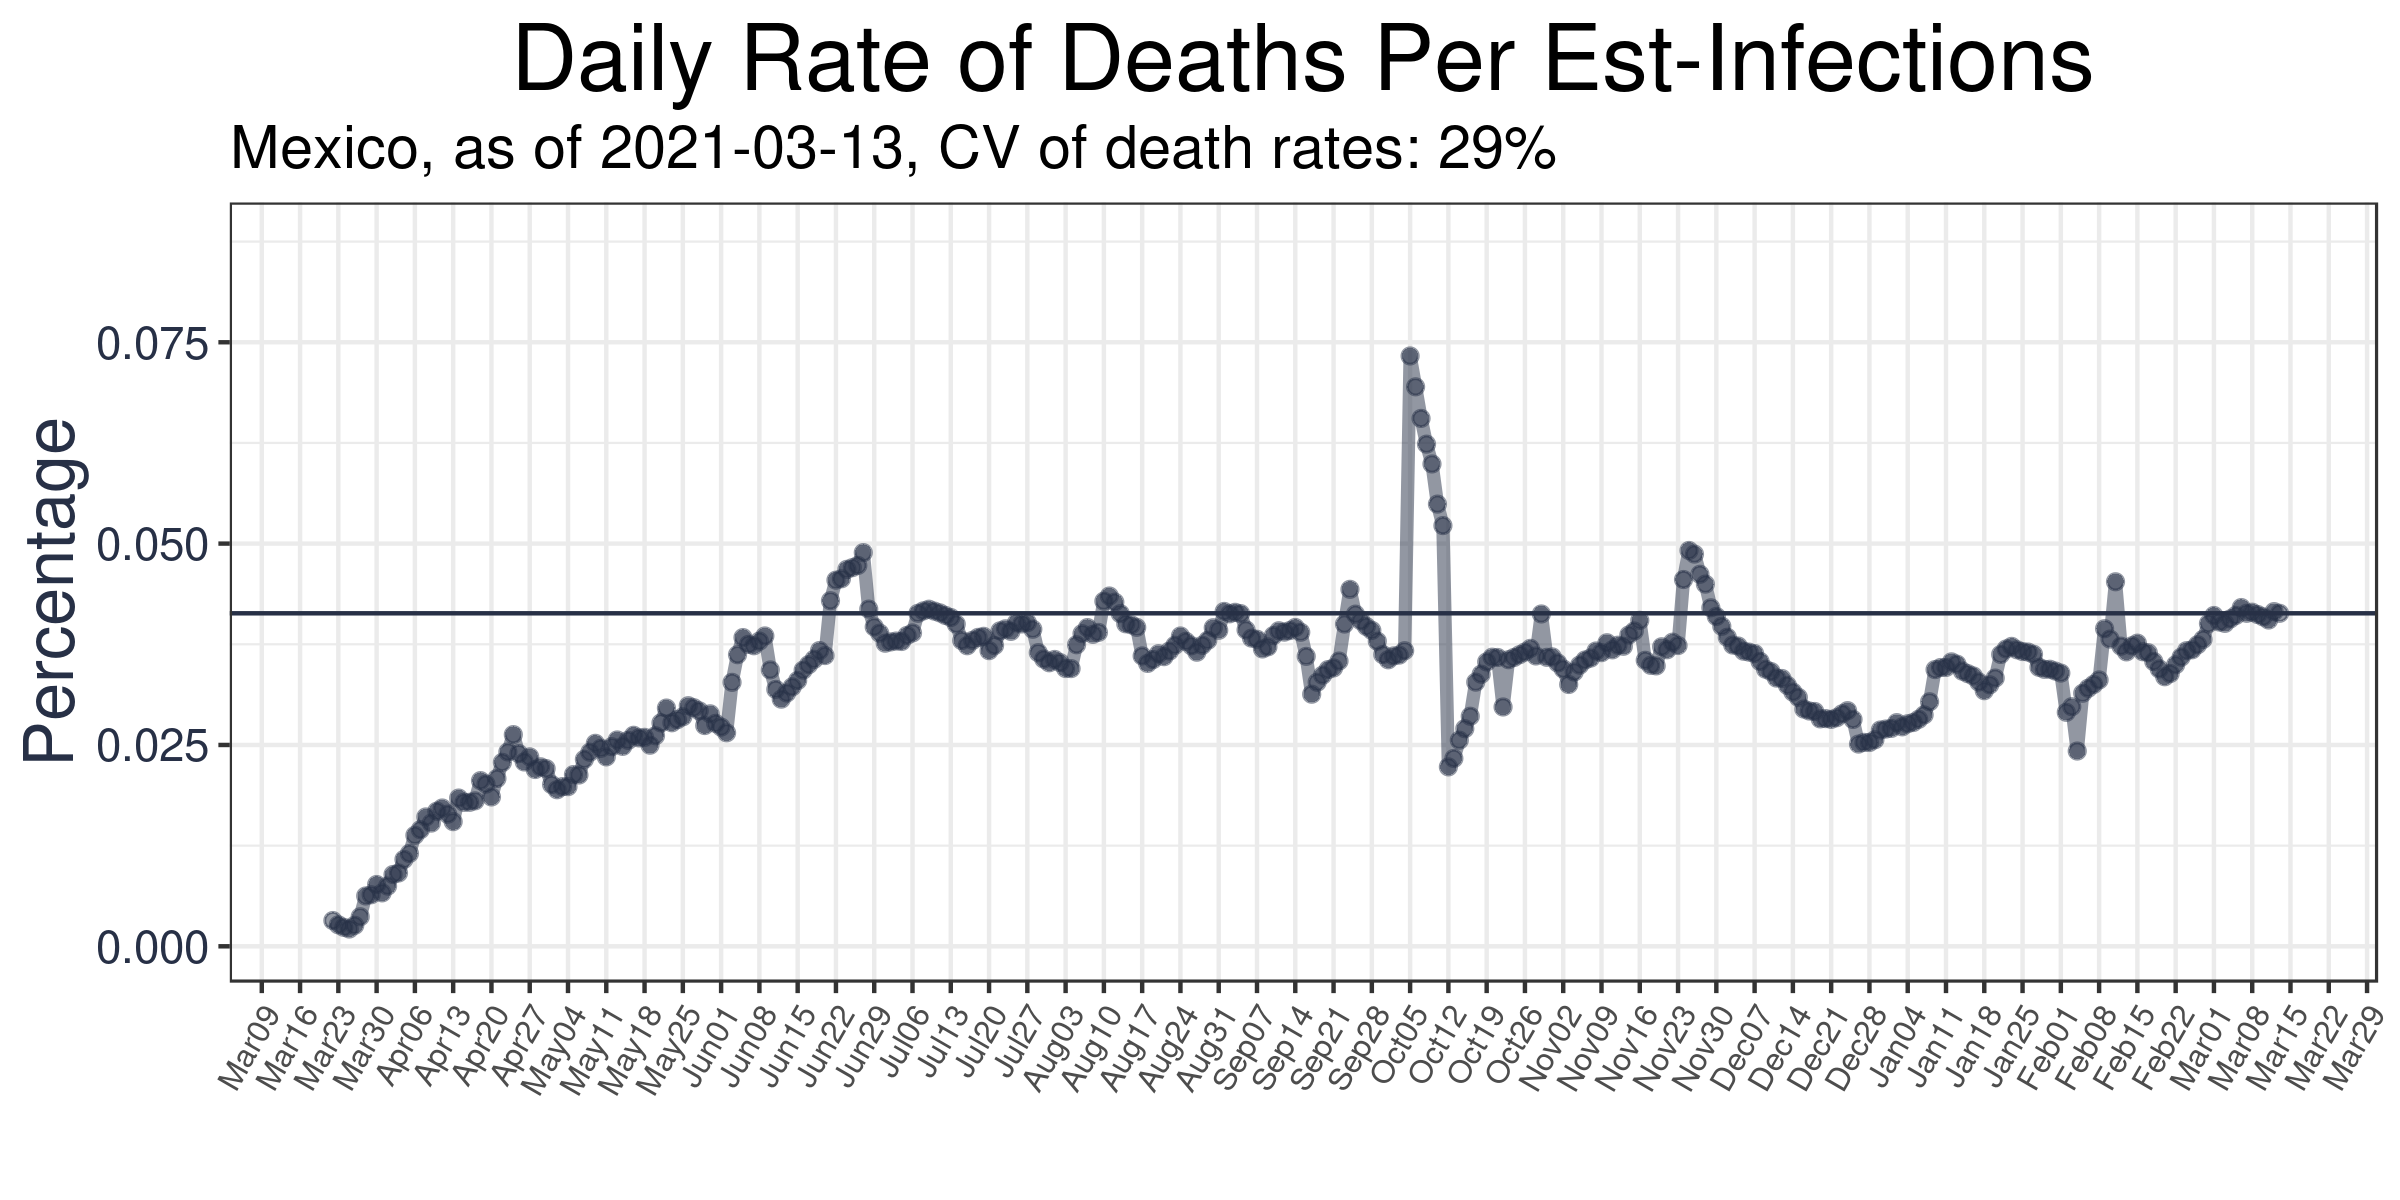 Daily Rate of Deaths Per Est-Infections
Mexico, as of 2021-03-13, CV of death rates: 29%
Percentage
0.075
0.050
0.025
0.000
Mar09
Mar16
Mar23
Mar30
Apr06
Apr13
Apr20
Apr27
May04
May11
May18
May25
Jun01
Jun08
Jun15
Jun22
Jun29
Jul06
Jul13
Jul20
Jul27
Aug03
Aug10
Aug17
Aug24
Aug31
Sep07
Sep14
Sep21
Sep28
Oct05
Oct12
Oct19
Oct26
Nov02
Nov09
Nov16
Nov23
Nov30
Dec07
Dec14
Dec21
Dec28
Jan04
Jan11
Jan18
Jan25
Feb01
Feb08
Feb15
Feb22
Mar01
Mar08
Mar15
Mar22
Mar29